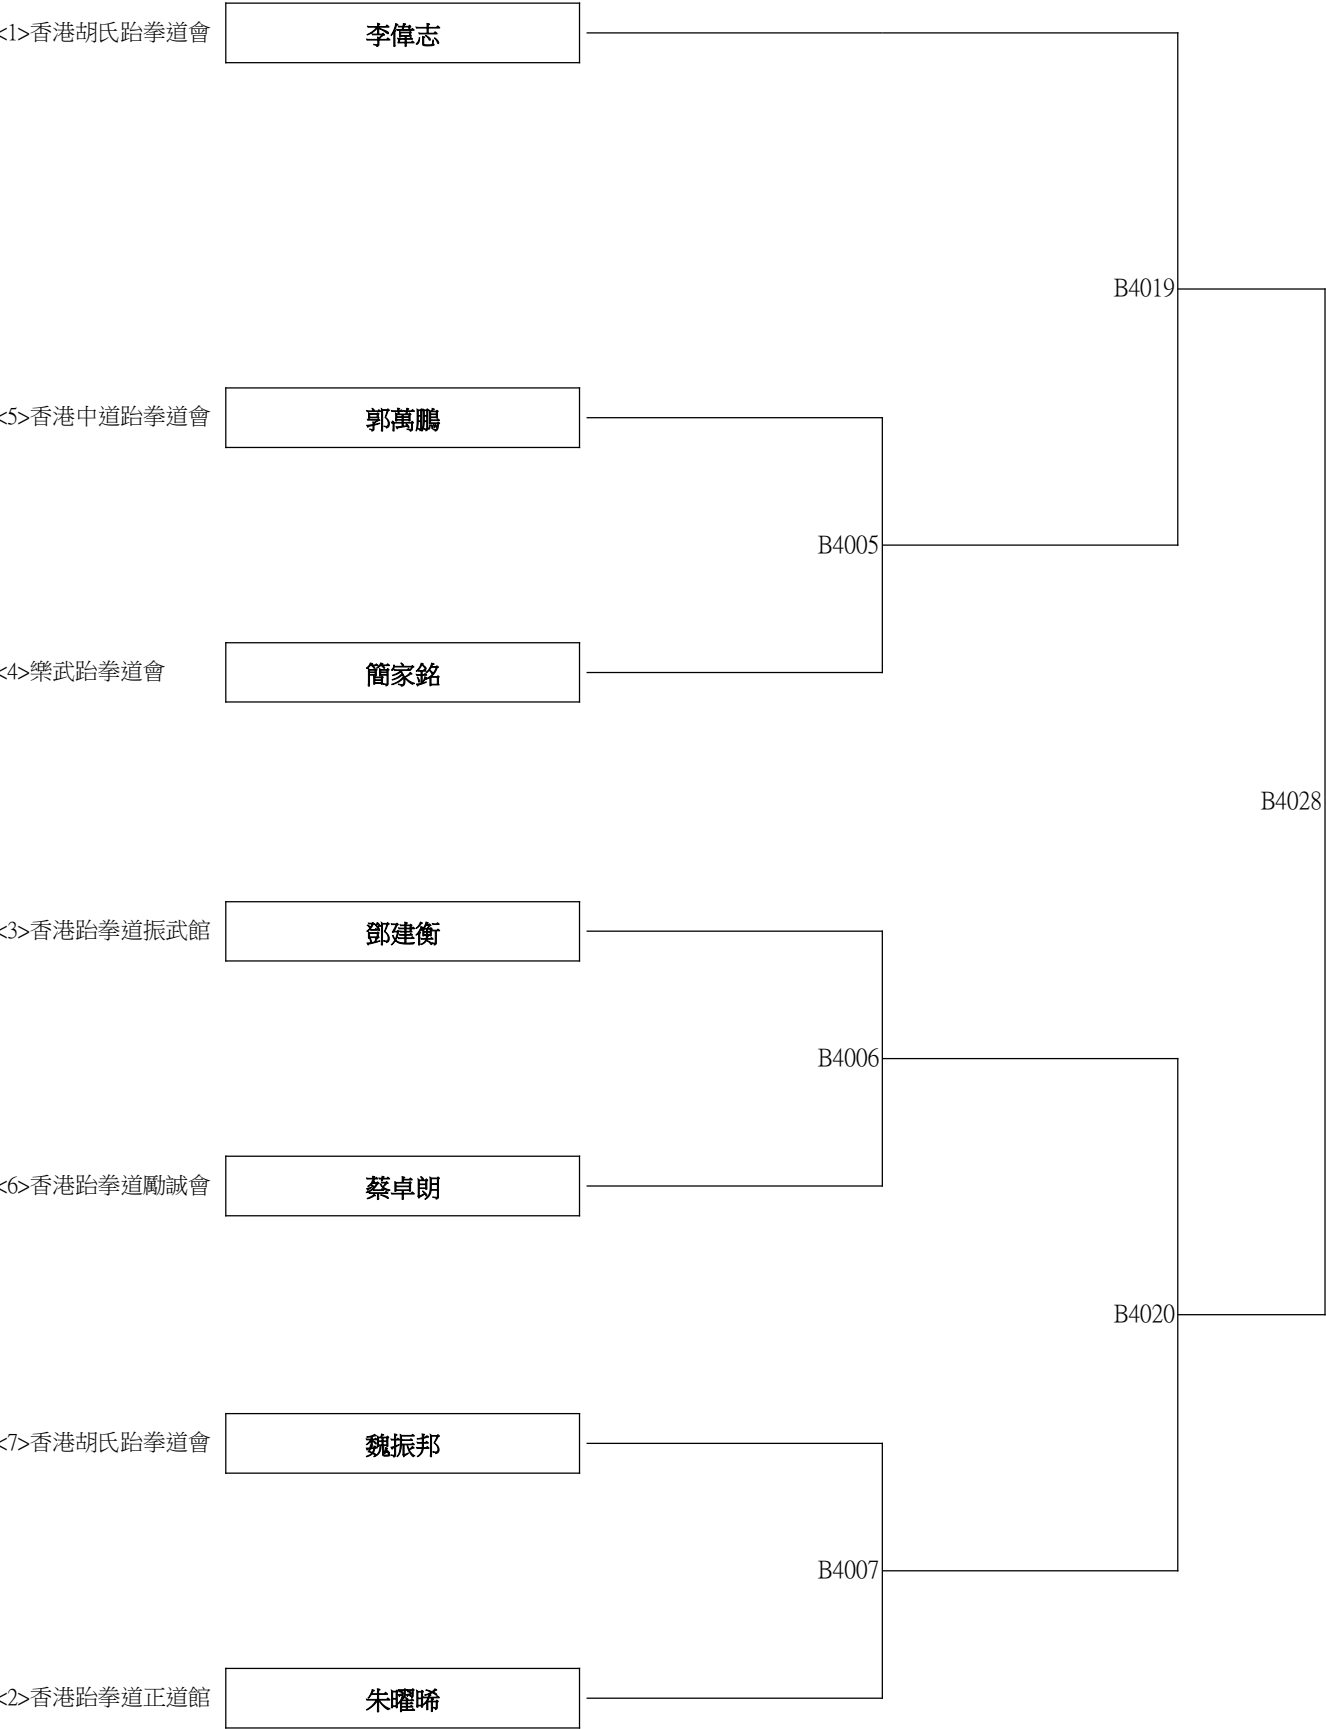 <1>香港胡氏跆拳道會 李偉志
B4019
<5>香港中道跆拳道會 郭萬鵬
B4005
<4>樂武跆拳道會 簡家銘
B4028
<3>香港跆拳道振武館 鄧建衡
B4006
<6>香港跆拳道勵誠會 蔡卓朗
B4020
<7>香港胡氏跆拳道會 魏振邦
B4007
<2>香港跆拳道正道館 朱曜晞